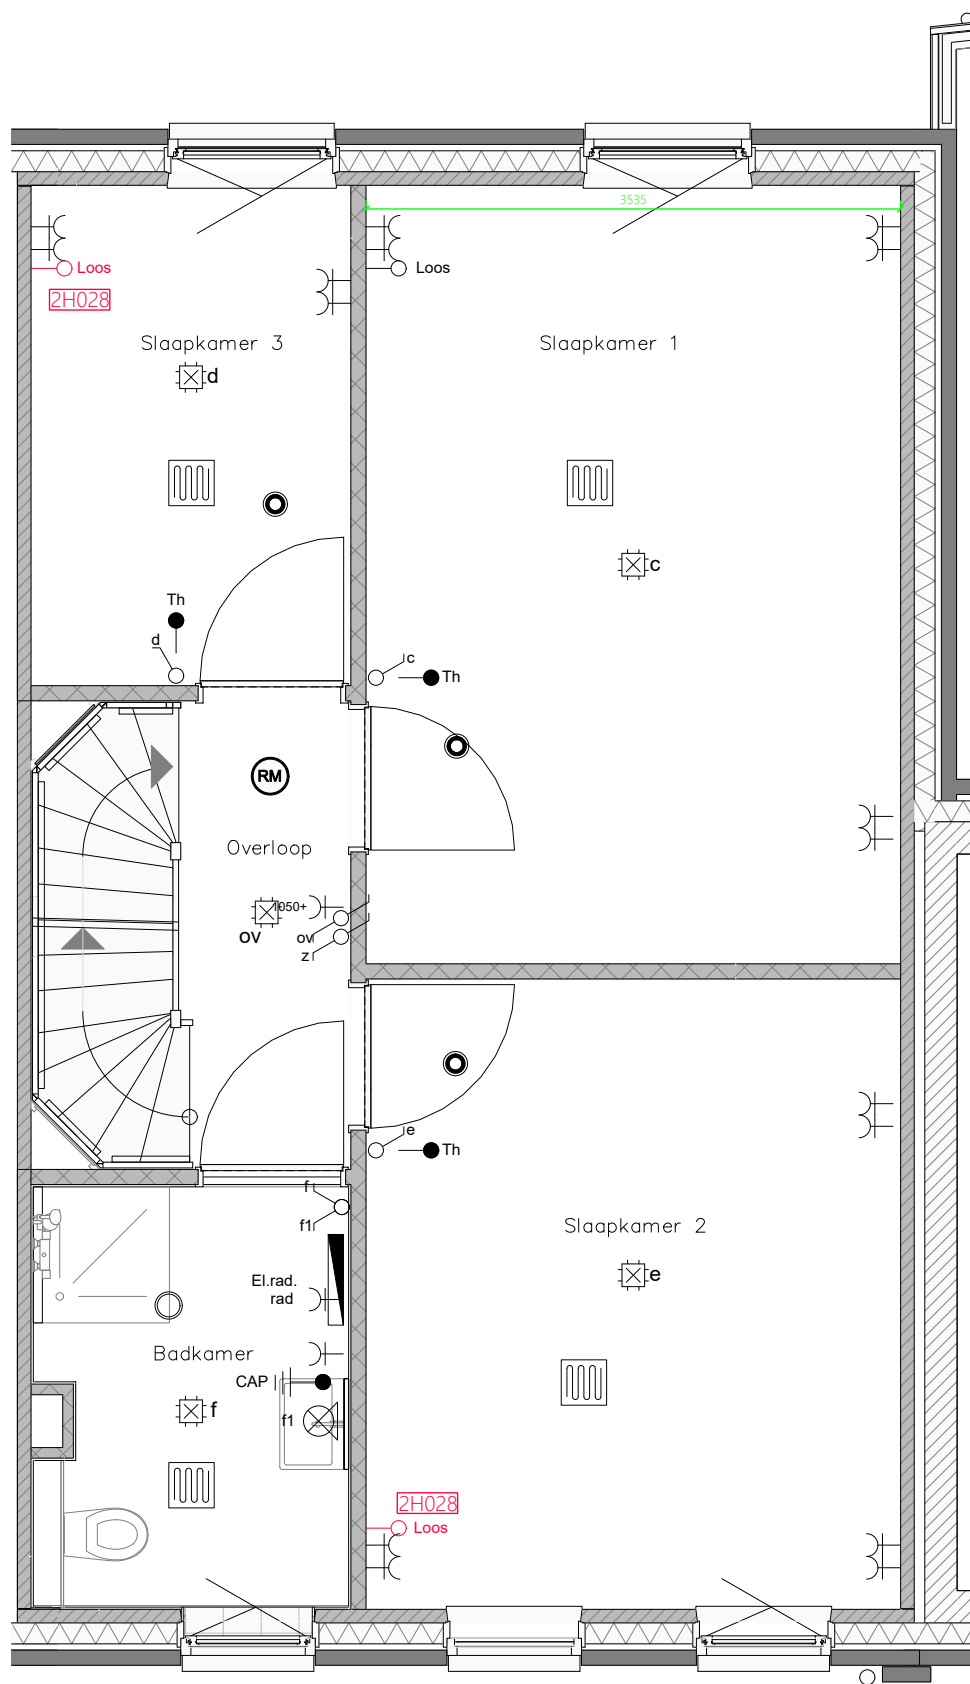 3535
Loos
Loos
2H028
Slaapkamer 3
Slaapkamer 1
d
c
Th
d
c
Th
RM
Overloop
1050+
ov
ov
z
e
Th
f
f1
Slaapkamer 2
e
El.rad.
rad
Badkamer
CAP
f
f1
2H028
Loos